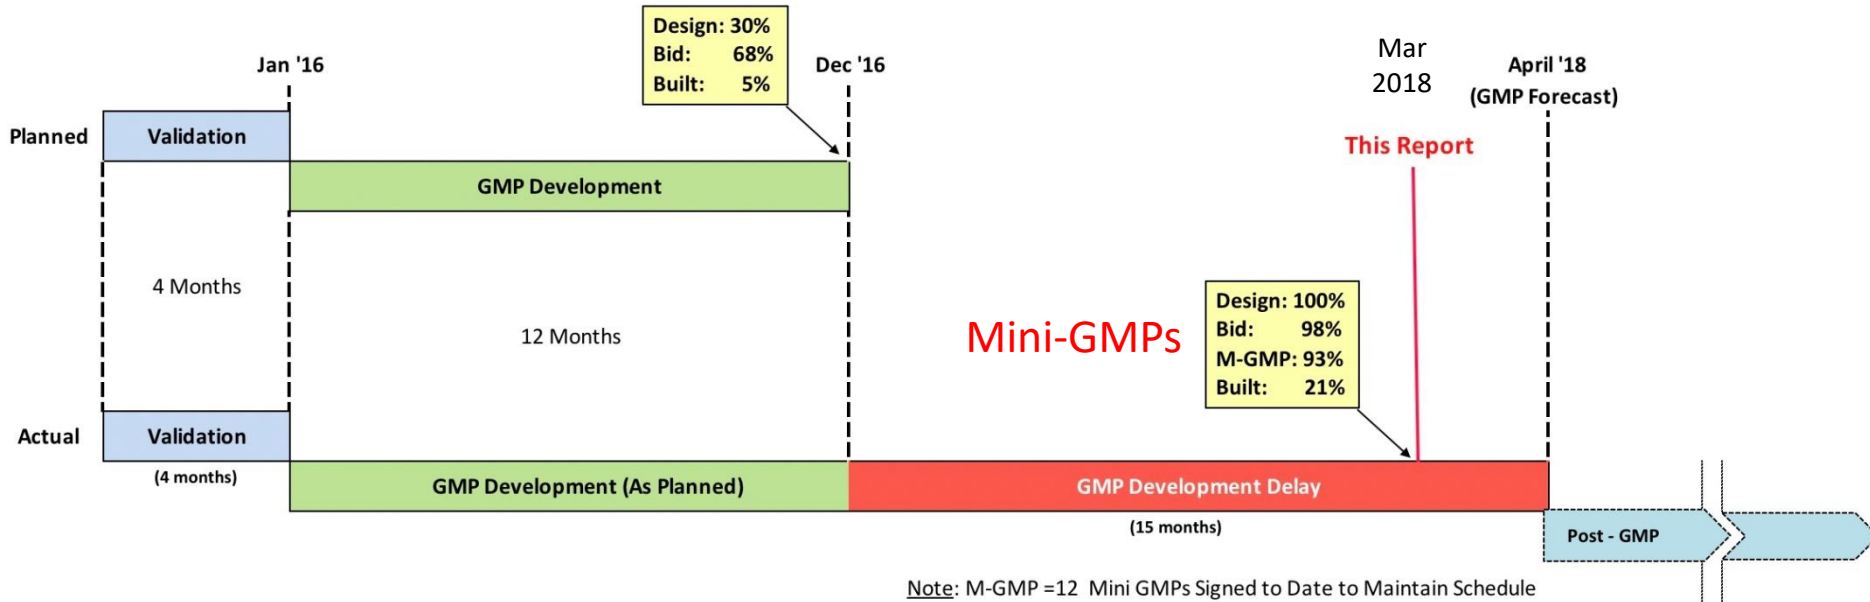 Design: 30%
Bid: 68%
Built: 5%
Jan '16
Dec '16
Mar
2018
April '18
(GMP Forecast)
Planned
Validation
This Report
GMP Development
4 Months
12 Months
Mini-GMPs
Design: 100%
Bid: 98%
M-GMP: 93%
Built: 21%
Actual
Validation
(4 months)
GMP Development (As Planned)
GMP Development Delay
(15 months)
Post - GMP
Note: M-GMP =12 Mini GMPs Signed to Date to Maintain Schedule